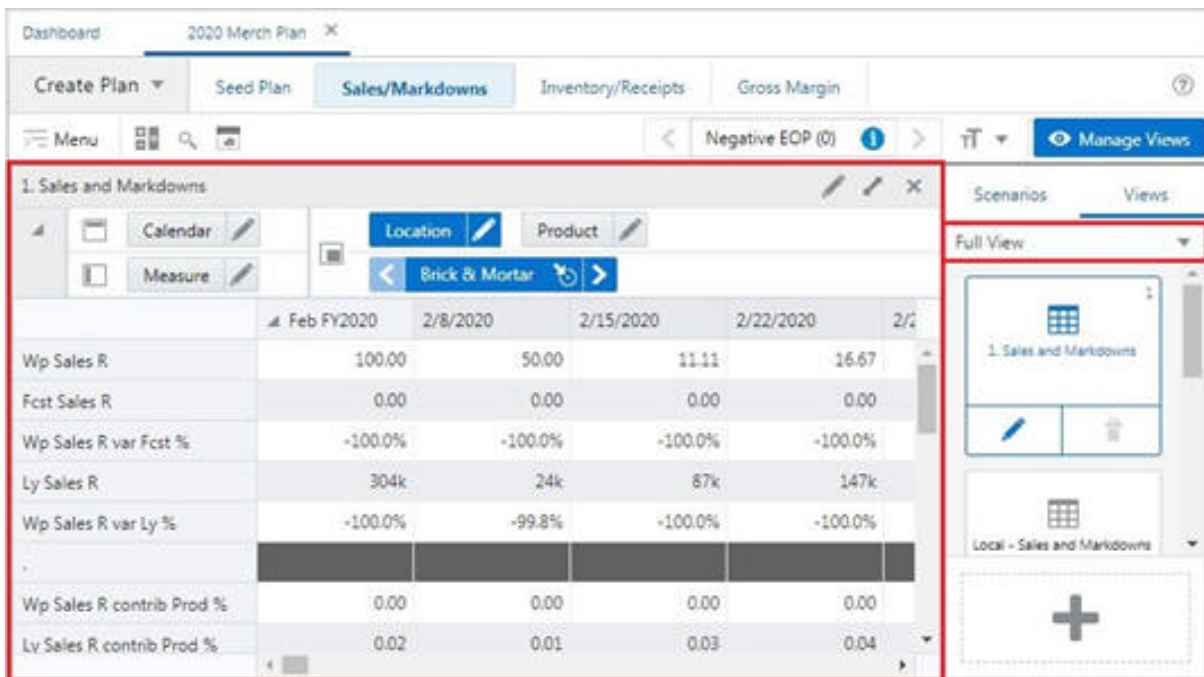 Dashboard 2020 Merch Plan
Create Plan Seed Plan Sales/Markdowns Inventory/Receipts Gross Margin
Menu Negative EOP (0) Manage Views
1. Sales and Markdowns
Scenarios Views
Calendar Location Product
Full View
Measure Brick & Mortar
Feb FY2020 2/8/2020 2/15/2020 2/22/2020 2/2
1
1. Sales and Markdowns
Wp Sales R 100.00 50.00 11.11 16.67
Fcst Sales R 0.00 0.00 0.00 0.00
Wp Sales R var Fcst % -100.0% -100.0% -100.0% -100.0%
Ly Sales R 304k 24k 87k 147k
Wp Sales R var Ly % -100.0% -99.8% -100.0% -100.0%
Local - Sales and Markdowns
.
Wp Sales R contrib Prod % 0.00 0.00 0.00 0.00
Ly Sales R contrib Prod % 0.02 0.01 0.03 0.04